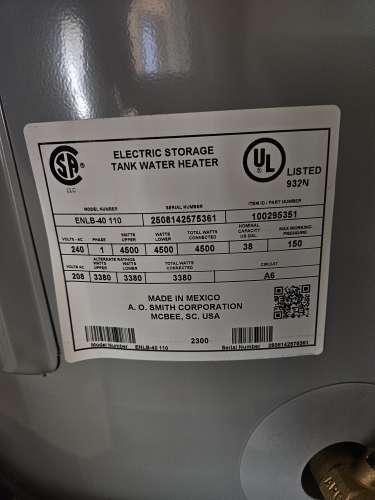 SA
LLC
ELECTRIC STORAGE
TANK WATER HEATER
UL
LISTED
932N
MODEL NUMBER SERIAL NUMBER ITEM ID / PART NUMBER
ENLB-40 110 2508142575361 100295351
VOLTS - AC PHASE WATTS UPPER WATTS LOWER TOTAL WATTS CONNECTED NOMINAL CAPACITY US GAL. MAX WORKING PRESSURE
240 1 4500 4500 4500 38 150
VOLTS AC ALTERNATE RATINGS WATTS UPPER WATTS LOWER TOTAL WATTS CONNECTED CIRCUIT
208 3380 3380 3380 A6
MADE IN MEXICO
A. O. SMITH CORPORATION
MCBEE, SC. USA
2300
Model Number ENLB-40 110 Serial Number 2508142575361